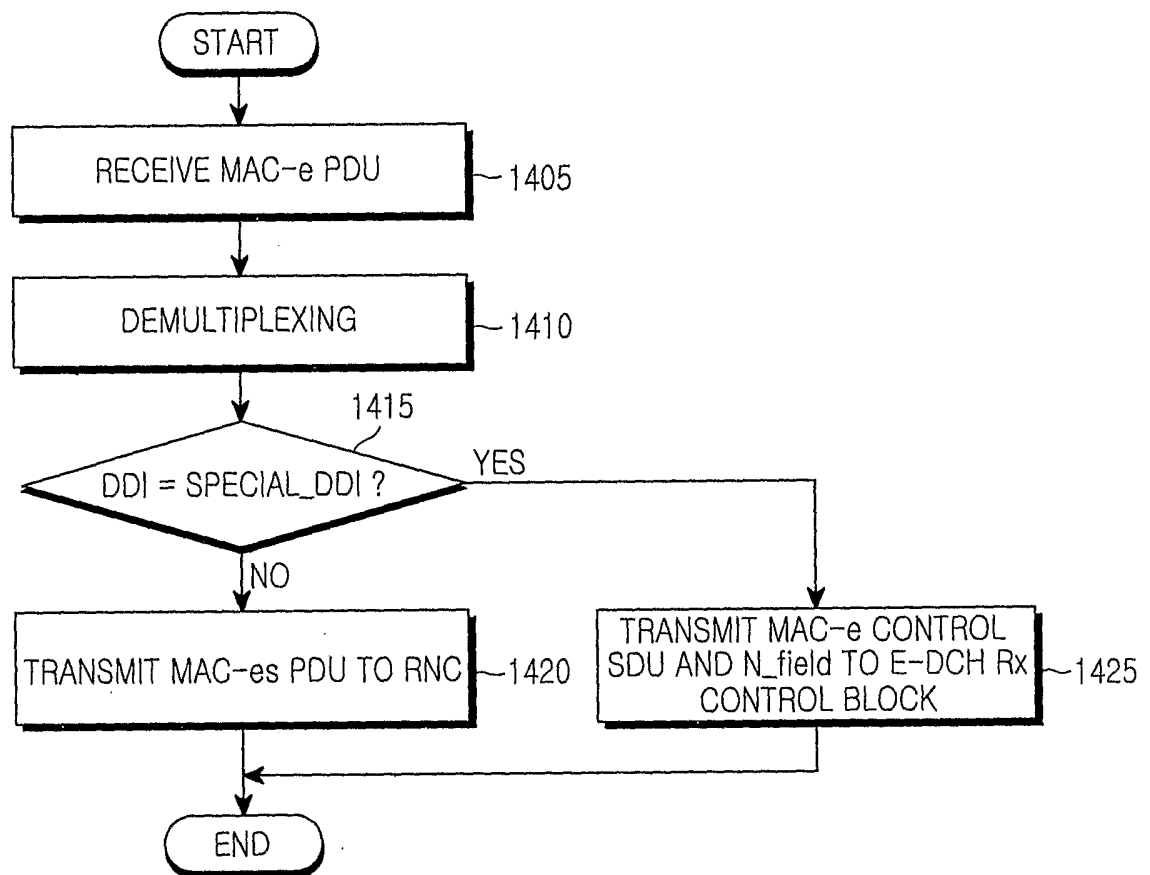 START
RECEIVE MAC-e PDU
1405
DEMULTIPLEXING
1410
1415
DDI = SPECIAL_DDI ?
YES
NO
TRANSMIT MAC-es PDU TO RNC
1420
TRANSMIT MAC-e CONTROL
SDU AND N_field TO E-DCH Rx
CONTROL BLOCK
1425
END